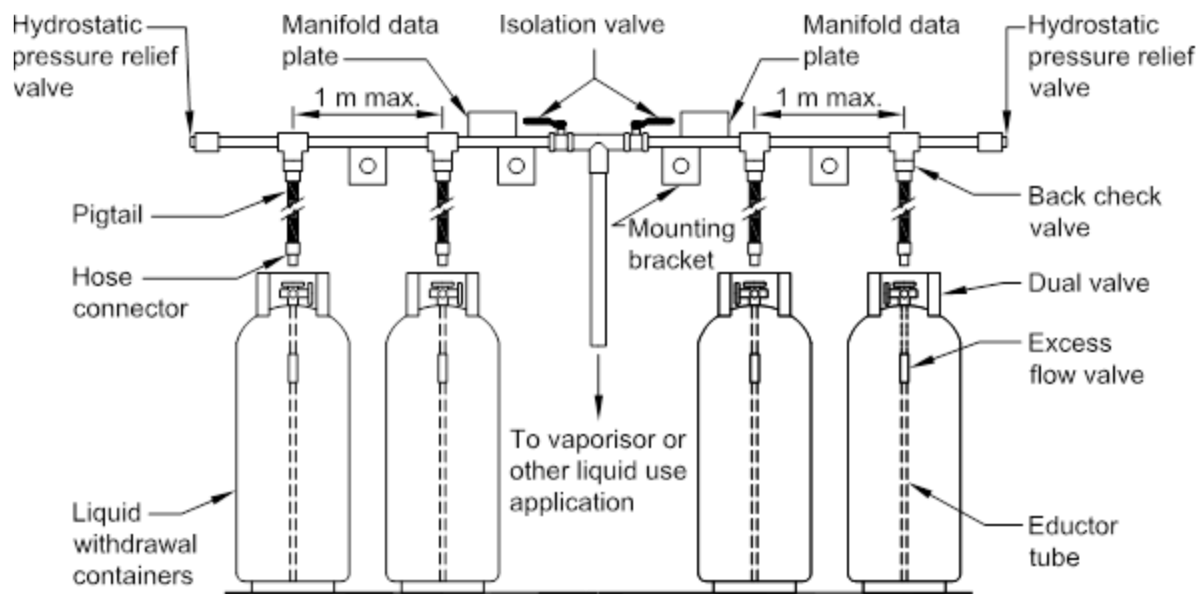 Hydrostatic
pressure relief
valve
Manifold data
plate
Isolation valve
Manifold data
plate
Hydrostatic
pressure relief
valve
1 m max.
1 m max.
Pigtail
Hose
connector
Mounting
bracket
Back check
valve
Dual valve
Excess
flow valve
To vaporisor or
other liquid use
application
Liquid
withdrawal
containers
Eductor
tube